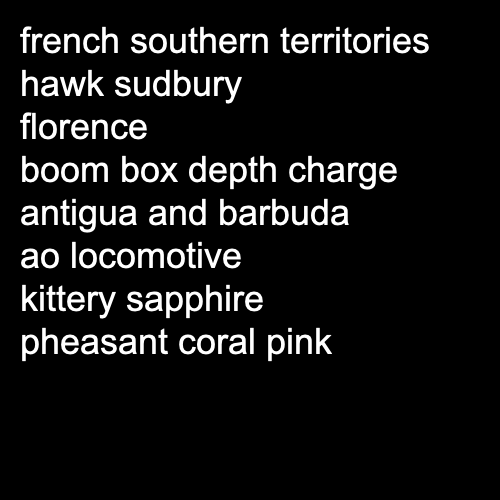 french southern territories
hawk sudbury
florence
boom box depth charge
antigua and barbuda
ao locomotive
kittery sapphire
pheasant coral pink